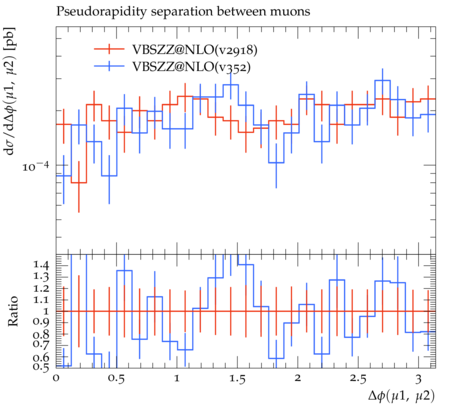 Pseudorapidity separation between muons
dσ/dΔϕ(μ1, μ2) [pb]
VBSZZ@NLO(v2918)
VBSZZ@NLO(v352)
10⁻⁴
Ratio
1.4
1.3
1.2
1.1
1
0.9
0.8
0.7
0.6
0.5
0 0.5 1 1.5 2 2.5 3
Δϕ(μ1, μ2)